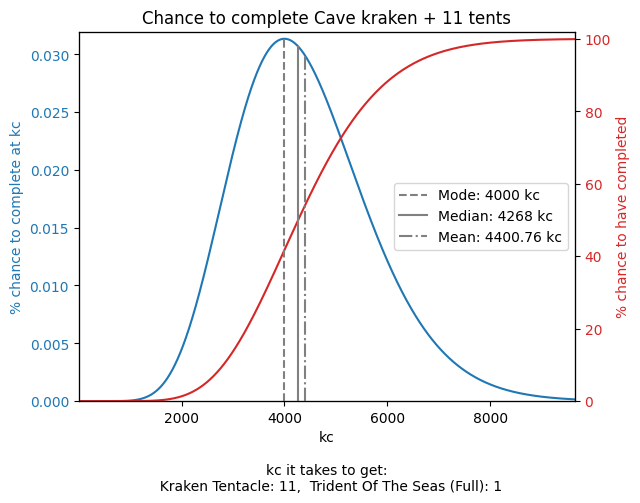 Chance to complete Cave kraken + 11 tents
% chance to complete at kc
0.030
0.025
0.020
0.015
0.010
0.005
0.000
100
80
60
40
20
0
% chance to have completed
Mode: 4000 kc
Median: 4268 kc
Mean: 4400.76 kc
2000 4000 6000 8000
kc
kc it takes to get:
Kraken Tentacle: 11,  Trident Of The Seas (Full): 1